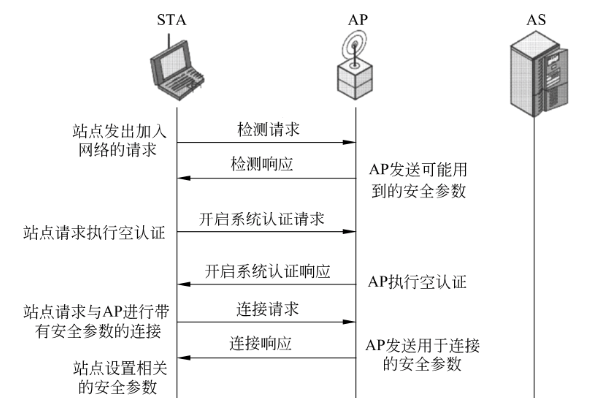 STA
AP
AS
站点发出加入
网络的请求
检测请求
检测响应
AP发送可能用
到的安全参数
站点请求执行空认证
开启系统认证请求
开启系统认证响应
AP执行空认证
站点请求与AP进行带
有安全参数的连接
连接请求
连接响应
AP发送用于连接
的安全参数
站点设置相关
的安全参数